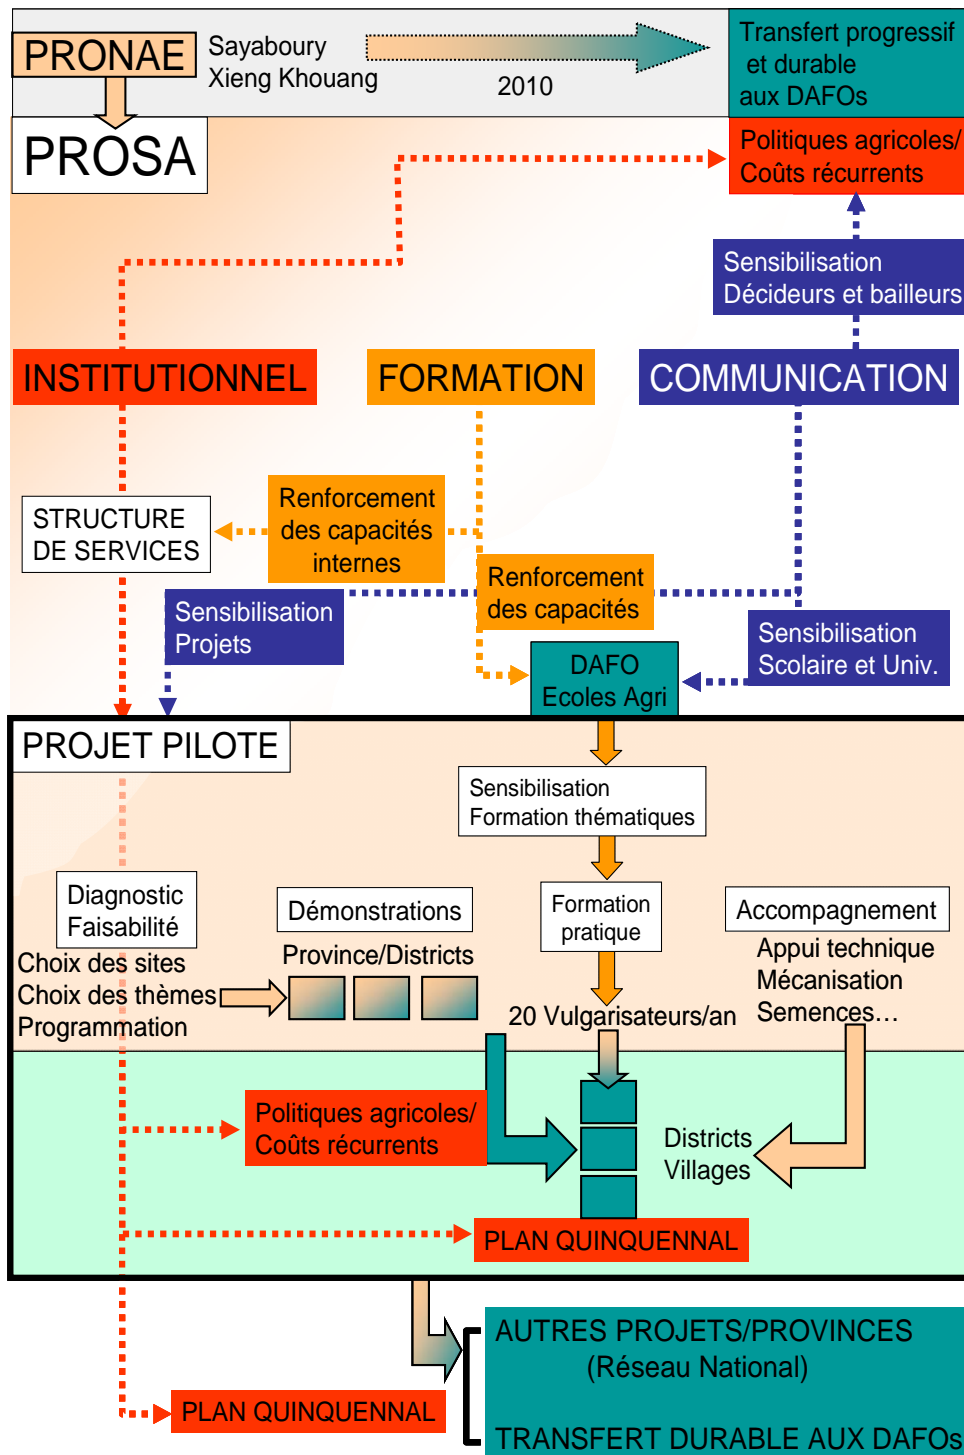 PRONAE
Sayaboury
Xieng Khouang
2010
Transfert progressif
et durable
aux DAFOs
PROSA
Politiques agricoles/
Coûts récurrents
Sensibilisation
Décideurs et bailleurs
INSTITUTIONNEL
FORMATION
COMMUNICATION
STRUCTURE
DE SERVICES
Renforcement
des capacités
internes
Renforcement
des capacités
Sensibilisation
Projets
Sensibilisation
Scolaire et Univ.
DAFO
Ecoles Agri
PROJET PILOTE
Sensibilisation
Formation thématiques
Diagnostic
Faisabilité
Démonstrations
Formation
pratique
Accompagnement
Choix des sites
Choix des thèmes
Programmation
Province/Districts
20 Vulgarisateurs/an
Appui technique
Mécanisation
Semences…
Politiques agricoles/
Coûts récurrents
Districts
Villages
PLAN QUINQUENNAL
AUTRES PROJETS/PROVINCES
(Réseau National)
PLAN QUINQUENNAL
TRANSFERT DURABLE AUX DAFOs